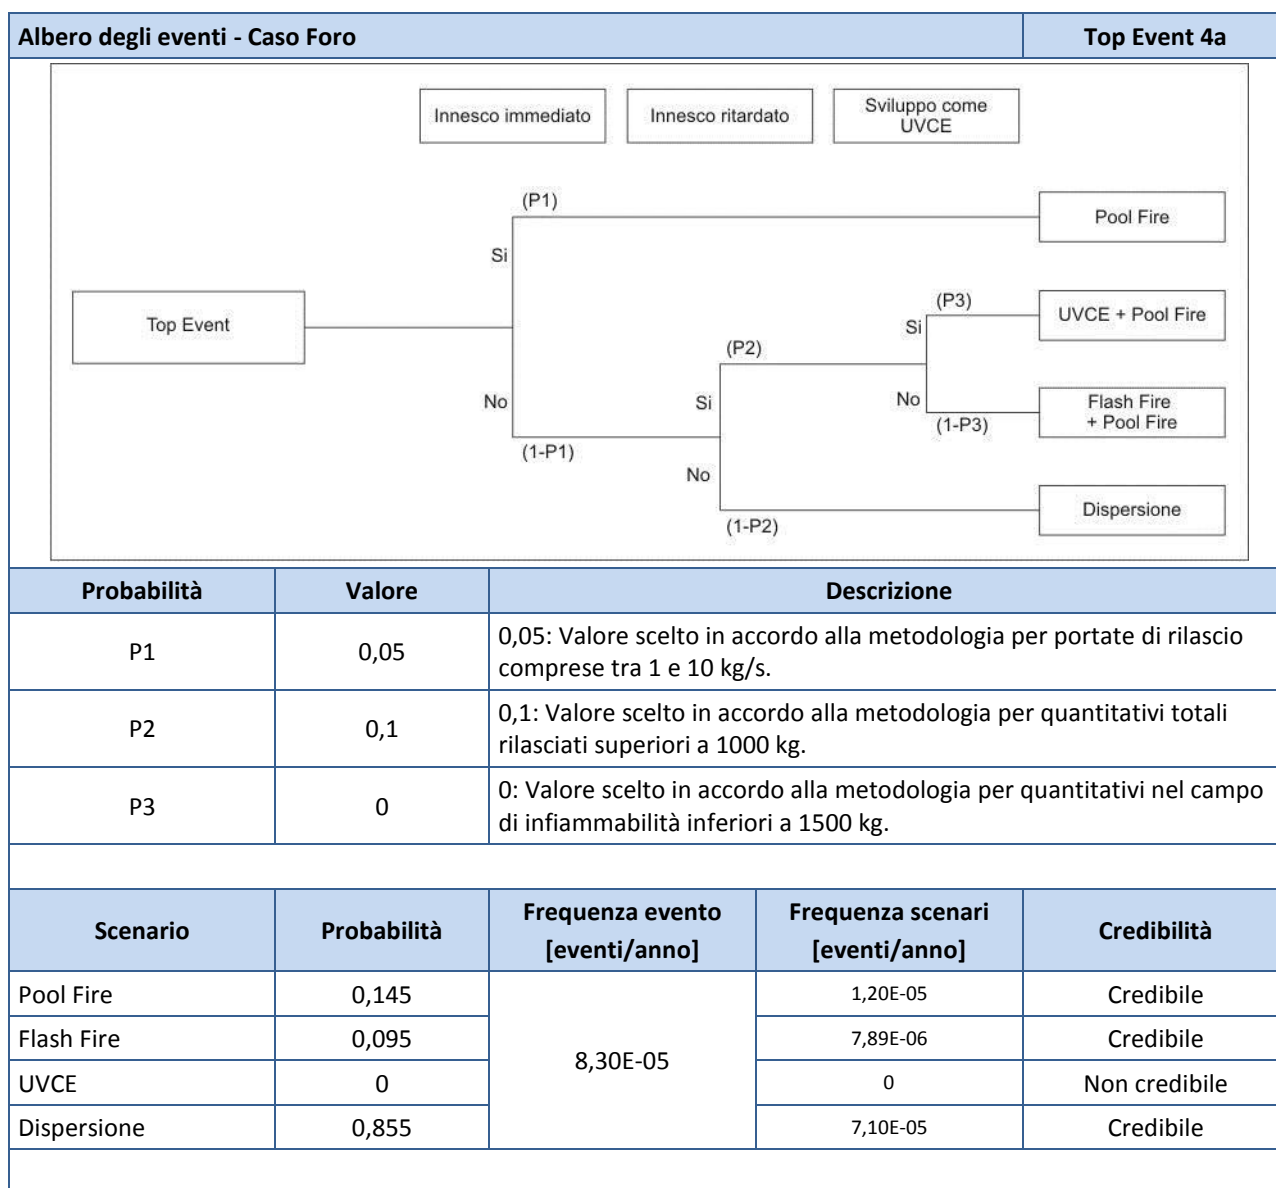 Albero degli eventi - Caso Foro
Top Event 4a
Innesco immediato
Innesco ritardato
Sviluppo come
UVCE
(P1)
Pool Fire
Si
Top Event
(P3)
UVCE + Pool Fire
Si
(P2)
No
Si
No
Flash Fire
+ Pool Fire
(1-P3)
(1-P1)
No
Dispersione
(1-P2)
Probabilità Valore Descrizione
P1 0,05 0,05: Valore scelto in accordo alla metodologia per portate di rilascio
comprese tra 1 e 10 kg/s.
P2 0,1 0,1: Valore scelto in accordo alla metodologia per quantitativi totali
rilasciati superiori a 1000 kg.
P3 0 0: Valore scelto in accordo alla metodologia per quantitativi nel campo
di infiammabilità inferiori a 1500 kg.
Scenario Probabilità Frequenza evento
[eventi/anno]
Frequenza scenari
[eventi/anno]
Credibilità
Pool Fire 0,145 1,20E-05 Credibile
Flash Fire 0,095 7,89E-06 Credibile
8,30E-05
UVCE 0 0 Non credibile
Dispersione 0,855 7,10E-05 Credibile